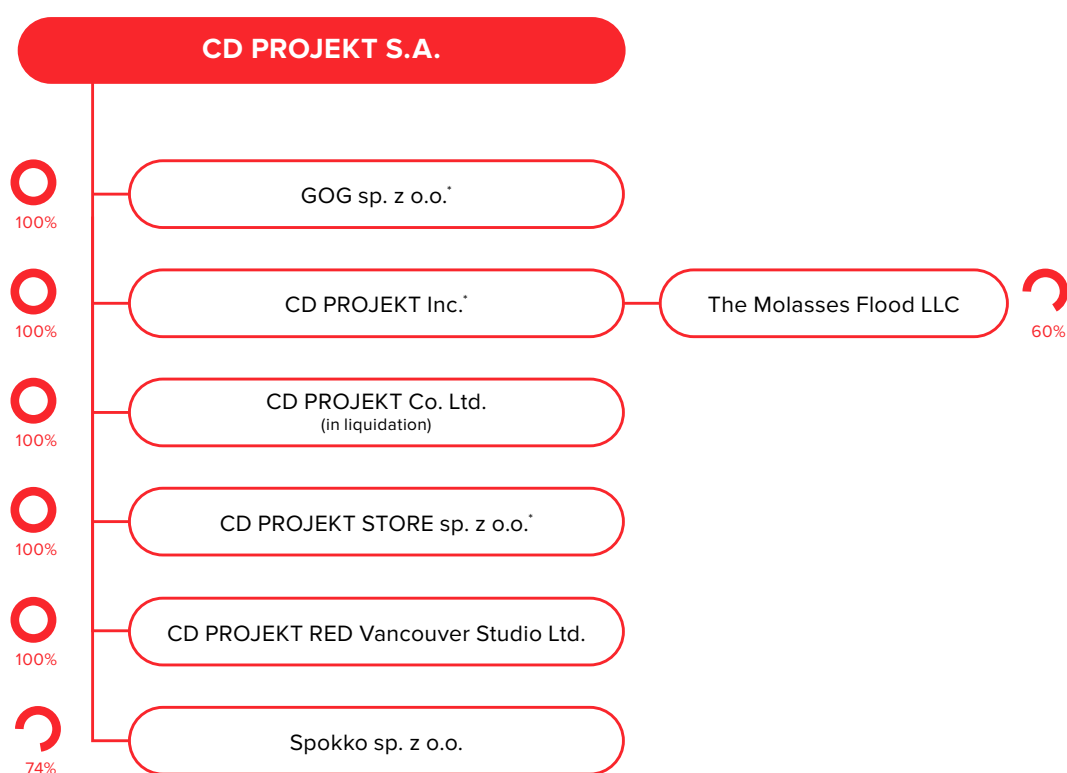 CD PROJEKT S.A.
100%
GOG sp. z o.o.*
100%
CD PROJEKT Inc.*
The Molasses Flood LLC
60%
100%
CD PROJEKT Co. Ltd.
(in liquidation)
100%
CD PROJEKT STORE sp. z o.o.*
100%
CD PROJEKT RED Vancouver Studio Ltd.
74%
Spokko sp. z o.o.